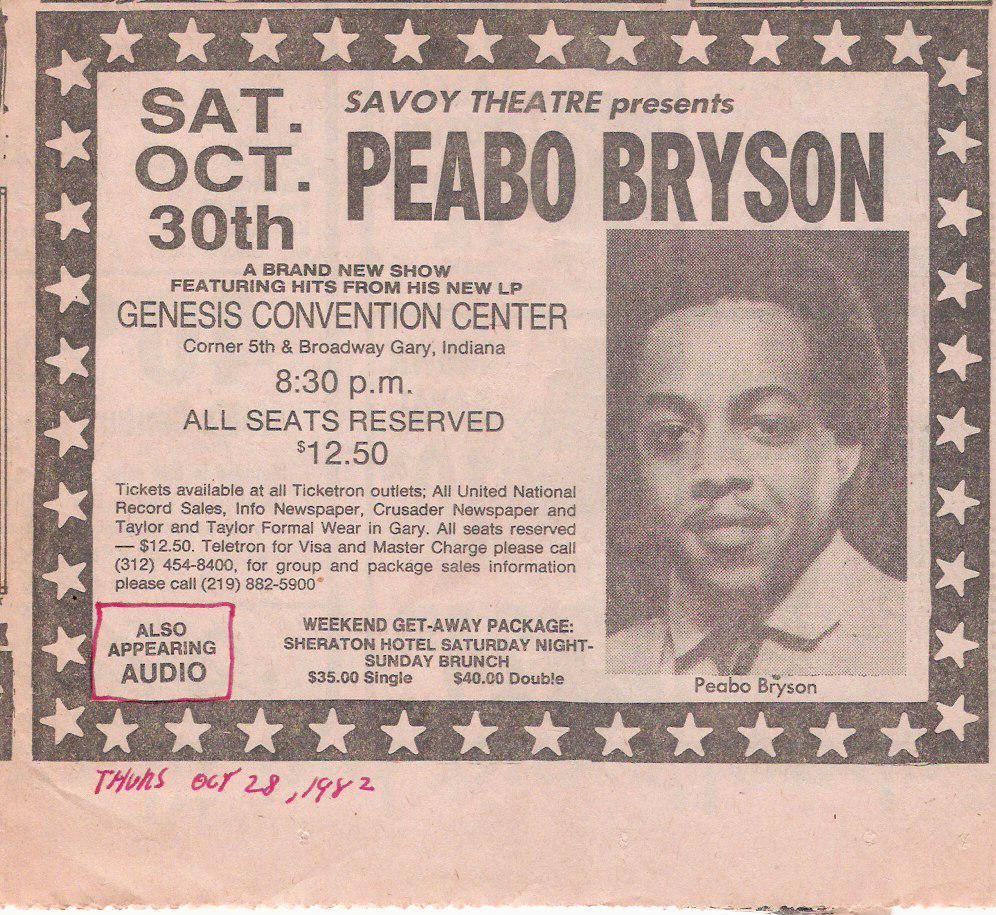 SAT.
OCT.
30th
SAVOY THEATRE presents
PEABO BRYSON
A BRAND NEW SHOW
FEATURING HITS FROM HIS NEW LP
GENESIS CONVENTION CENTER
Corner 5th & Broadway Gary, Indiana
8:30 p.m.
ALL SEATS RESERVED
$12.50
Tickets available at all Ticketron outlets; All United National
Record Sales, Info Newspaper, Crusader Newspaper and
Taylor and Taylor Formal Wear in Gary. All seats reserved
— $12.50. Teletron for Visa and Master Charge please call
(312) 454-8400, for group and package sales information
please call (219) 882-5900
ALSO
APPEARING
AUDIO
WEEKEND GET-AWAY PACKAGE:
SHERATON HOTEL SATURDAY NIGHT-
SUNDAY BRUNCH
$35.00 Single $40.00 Double
Peabo Bryson
THURS OCT 28, 1982